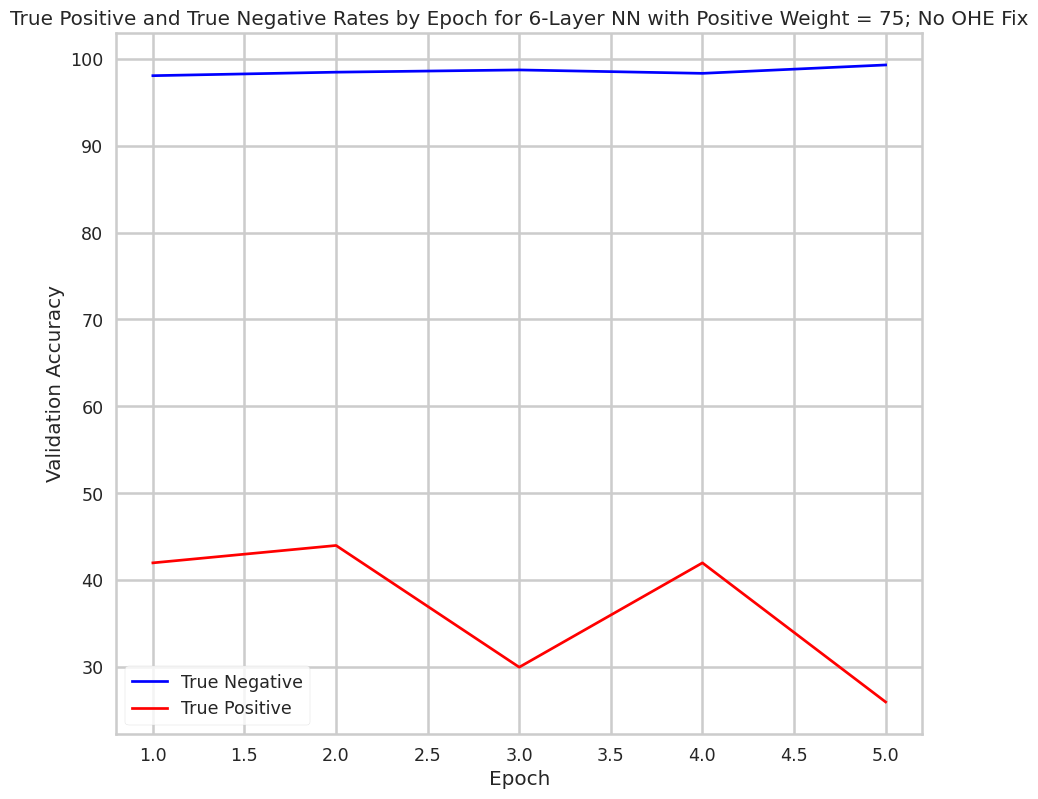 True Positive and True Negative Rates by Epoch for 6-Layer NN with Positive Weight = 75; No OHE Fix
100
90
80
70
60
50
40
30
Validation Accuracy
True Negative
True Positive
1.0 1.5 2.0 2.5 3.0 3.5 4.0 4.5 5.0
Epoch